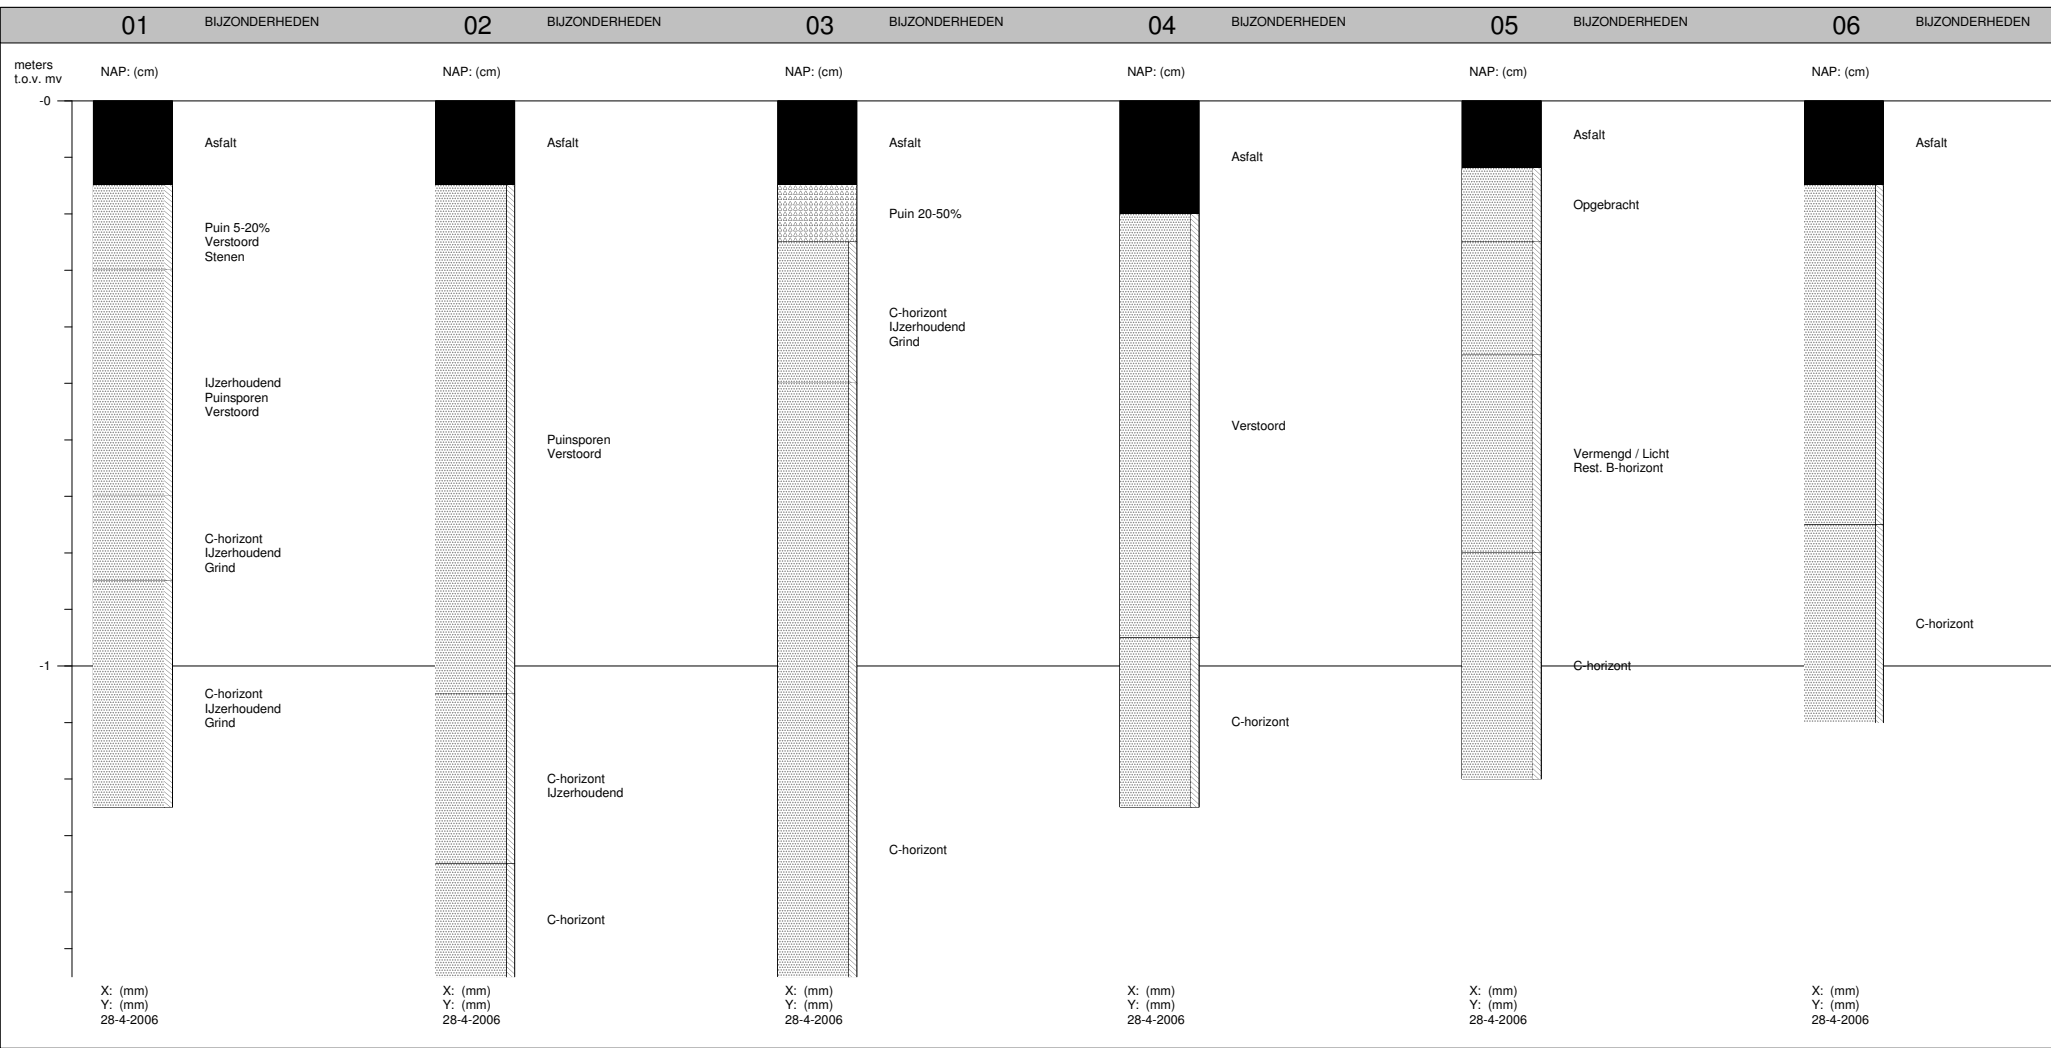 01 BIJZONDERHEDEN 02 BIJZONDERHEDEN 03 BIJZONDERHEDEN 04 BIJZONDERHEDEN 05 BIJZONDERHEDEN 06 BIJZONDERHEDEN
meters
t.o.v. mv
NAP: (cm) NAP: (cm) NAP: (cm) NAP: (cm) NAP: (cm) NAP: (cm)
-0
-1
Asfalt
Puin 5-20%
Verstoord
Stenen
IJzerhoudend
Puinsporen
Verstoord
C-horizont
IJzerhoudend
Grind
C-horizont
IJzerhoudend
Grind
Asfalt
Puinsporen
Verstoord
C-horizont
IJzerhoudend
C-horizont
Asfalt
Puin 20-50%
C-horizont
IJzerhoudend
Grind
C-horizont
Asfalt
Verstoord
C-horizont
Asfalt
Opgebracht
Vermengd / Licht
Rest. B-horizont
C-horizont
Asfalt
C-horizont
X: (mm) X: (mm) X: (mm) X: (mm) X: (mm) X: (mm)
Y: (mm) Y: (mm) Y: (mm) Y: (mm) Y: (mm) Y: (mm)
28-4-2006 28-4-2006 28-4-2006 28-4-2006 28-4-2006 28-4-2006